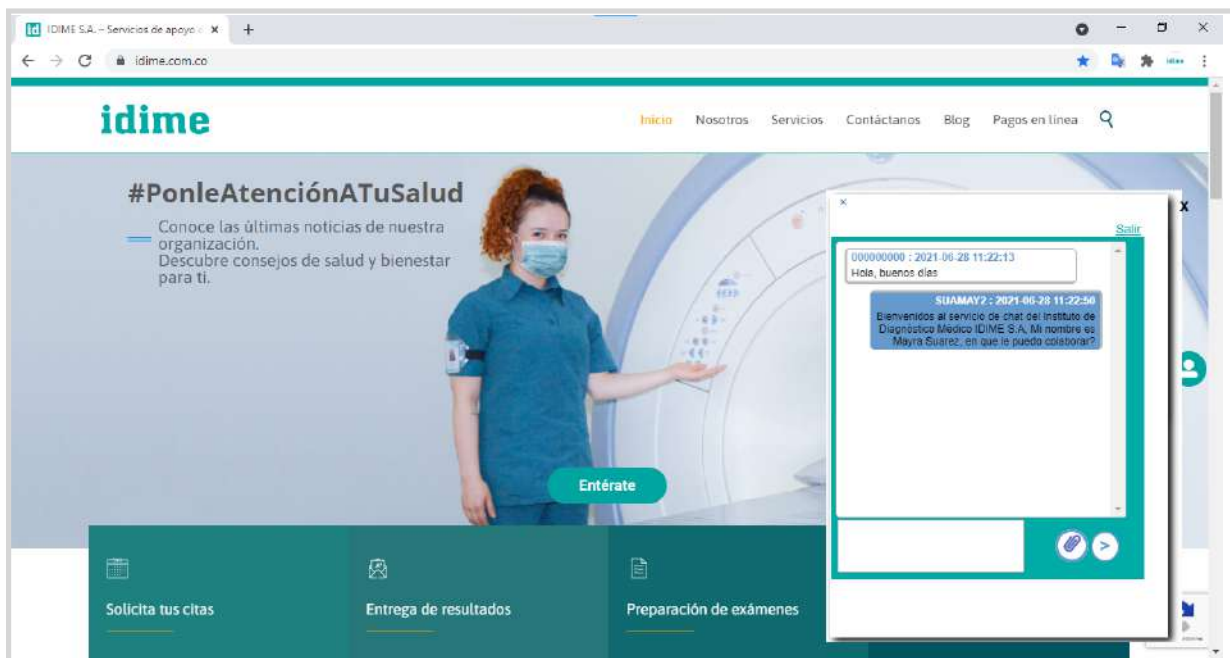 IDIME S.A. – Servicios de apoyo
idime.com.co
idime
Inicio Nosotros Servicios Contáctanos Blog Pagos en línea
#PonleAtenciónATuSalud
Conoce las últimas noticias de nuestra
organización.
Descubre consejos de salud y bienestar
para ti.
Entérate
Solicita tus citas
Entrega de resultados
Preparación de exámenes
x
Salir
000000000 : 2021-06-28 11:22:13
Hola, buenos días
SUAMAY2 : 2021-06-28 11:22:50
Bienvenidos al servicio de chat del Instituto de
Diagnóstico Médico IDIME S.A, Mi nombre es
Mayra Suarez, en que le puedo colaborar?